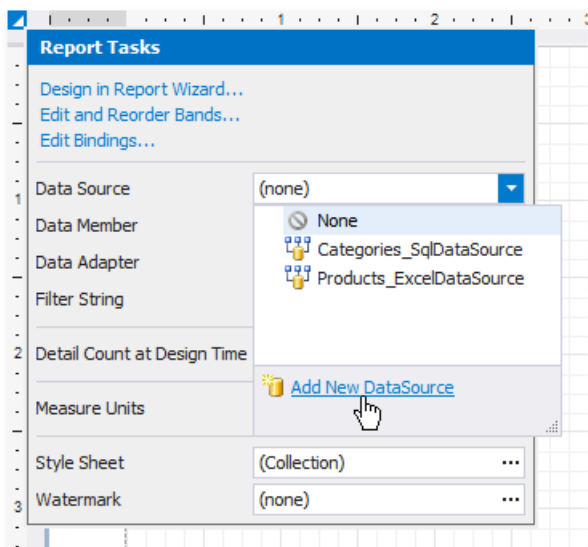 1 2 3
Report Tasks
Design in Report Wizard...
Edit and Reorder Bands...
Edit Bindings...
Data Source (none)
1
None
Data Member
Categories_SqlDataSource
Data Adapter
Products_ExcelDataSource
Filter String
2 Detail Count at Design Time
Add New DataSource
Measure Units
Style Sheet (Collection) ...
Watermark (none) ...
3